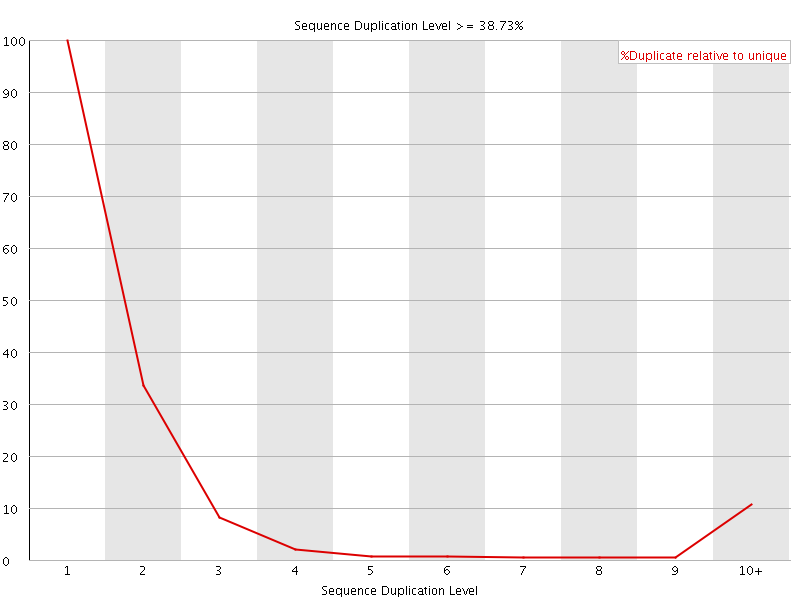 Sequence Duplication Level >= 38.73%
%Duplicate relative to unique
100
90
80
70
60
50
40
30
20
10
0
1 2 3 4 5 6 7 8 9 10+
Sequence Duplication Level